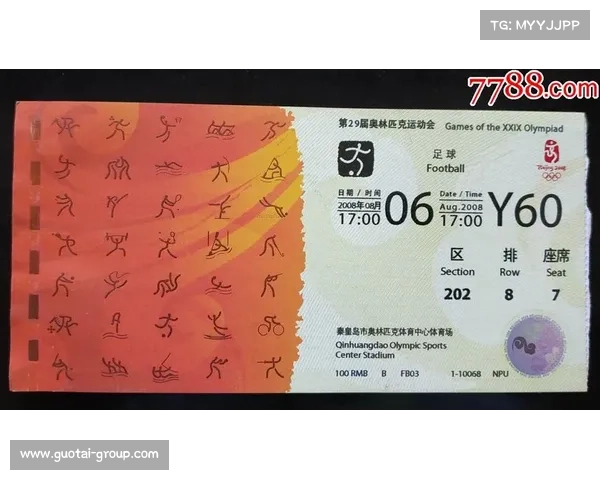 TG: MYYJJPP
7788.com
第29届奥林匹克运动会 Games of the XXIX Olympiad
足球
Football
Beijing 2008
日期 / 时间
2008年08月
17:00
06
Date / Time
Aug.2008
17:00
Y60
区 排 座席
Section Row Seat
202 8 7
秦皇岛市奥林匹克体育中心体育场
Qinhuangdao Olympic Sports
Center Stadium
100 RMB B FB03 1-10068 NPU
www.guotai-group.com